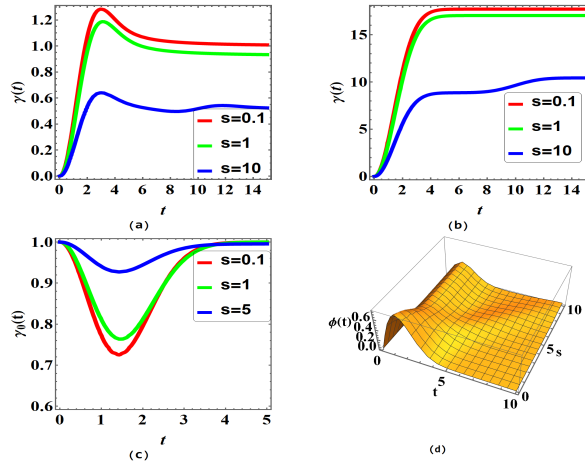 γ(t)
1.2
1.0
0.8
0.6
0.4
0.2
0.0
0 2 4 6 8 10 12 14
t
s=0.1
s=1
s=10
(a)
γ(t)
15
10
5
0
0 2 4 6 8 10 12 14
t
s=0.1
s=1
s=10
(b)
γ₀(t)
1.0
0.9
0.8
0.7
0.6
0 1 2 3 4 5
t
s=0.1
s=1
s=5
(c)
ϕ(t)
0.6
0.4
0.2
0.0
0
5
10
t
0
5
10
s
(d)